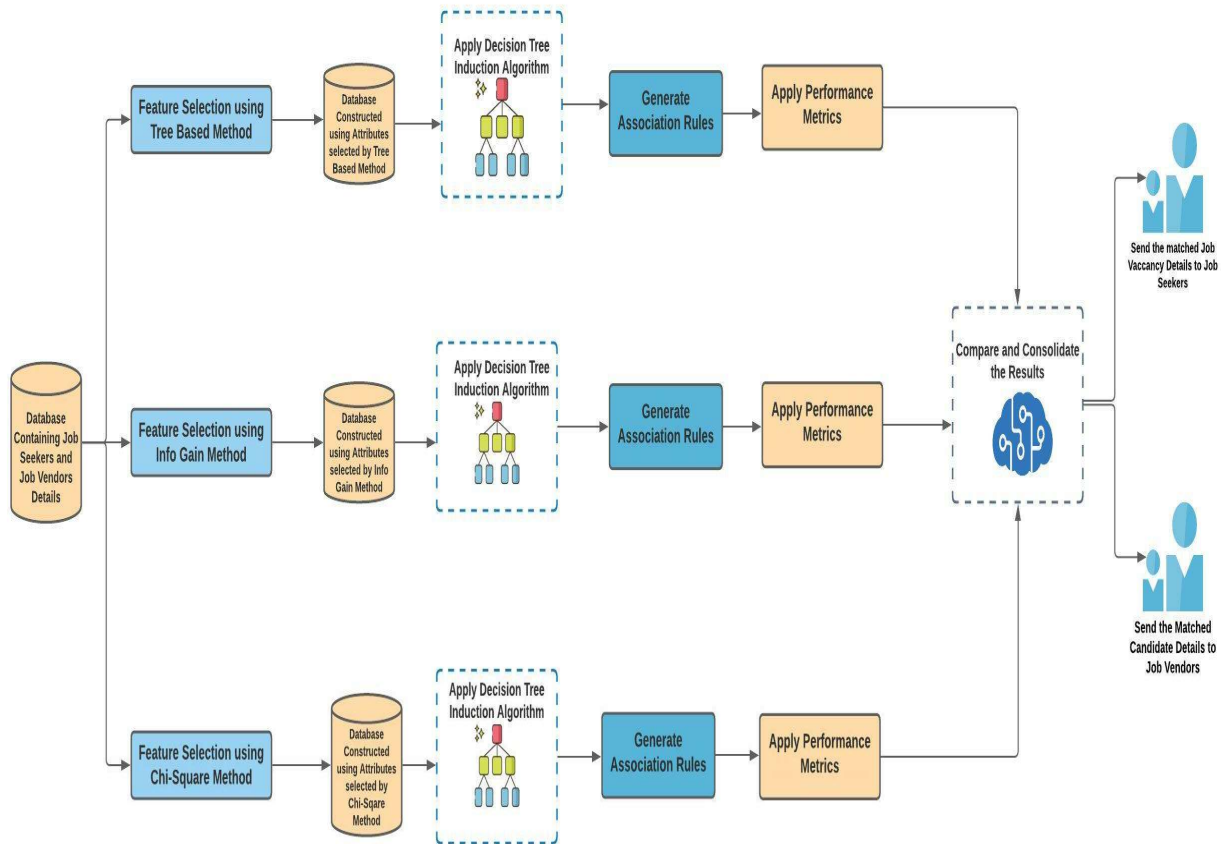 Feature Selection using
Tree Based Method
Database
Constructed
using Attributes
selected by Tree
Based Method
Apply Decision Tree
Induction Algorithm
Generate
Association Rules
Apply Performance
Metrics
Database
Containing Job
Seekers and
Job Vendors
Details
Feature Selection using
Info Gain Method
Database
Constructed
using Attributes
selected by Info
Gain Method
Apply Decision Tree
Induction Algorithm
Generate
Association Rules
Apply Performance
Metrics
Feature Selection using
Chi-Square Method
Database
Constructed
using Attributes
selected by
Chi-Sqare
Method
Apply Decision Tree
Induction Algorithm
Generate
Association Rules
Apply Performance
Metrics
Compare and Consolidate
the Results
Send the matched Job
Vaccancy Details to Job
Seekers
Send the Matched
Candidate Details to
Job Vendors